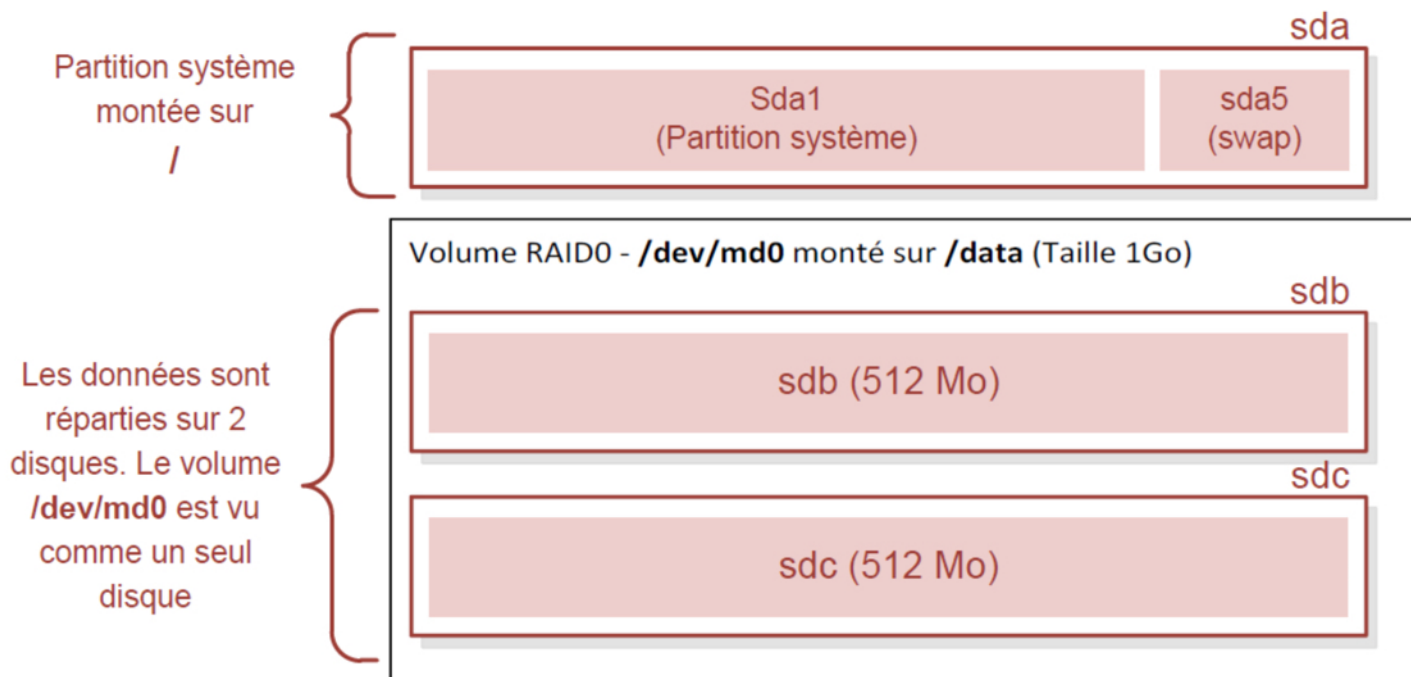 sda
Partition système
montée sur
/
Sda1
(Partition système)
sda5
(swap)
Volume RAID0 - /dev/md0 monté sur /data (Taille 1Go)
sdb
sdb (512 Mo)
Les données sont
réparties sur 2
disques. Le volume
/dev/md0 est vu
comme un seul
disque
sdc
sdc (512 Mo)